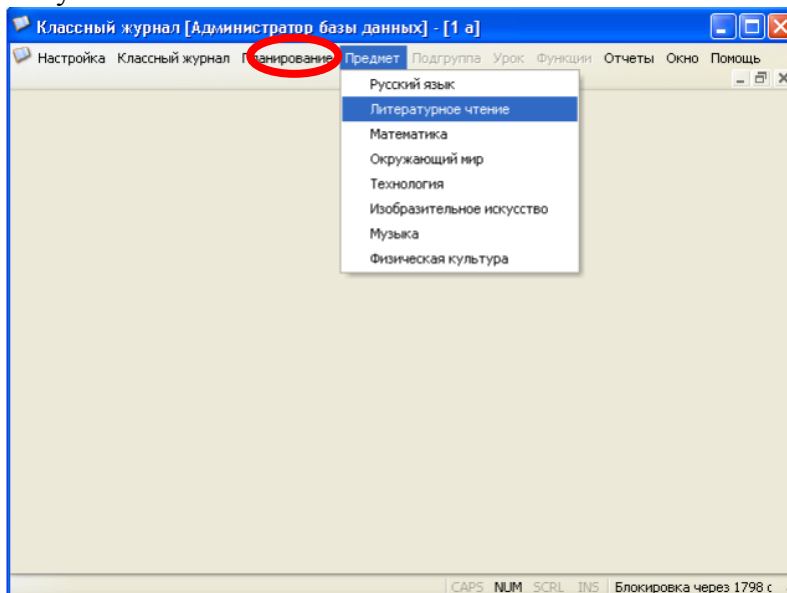 Классный журнал [Администратор базы данных] - [1 а]
Настройка Классный журнал Планирование Предмет Подгруппа Урок Функции Отчеты Окно Помощь
Русский язык
Литературное чтение
Математика
Окружающий мир
Технология
Изобразительное искусство
Музыка
Физическая культура
CAPS NUM SCRL INS Блокировка через 1798 с